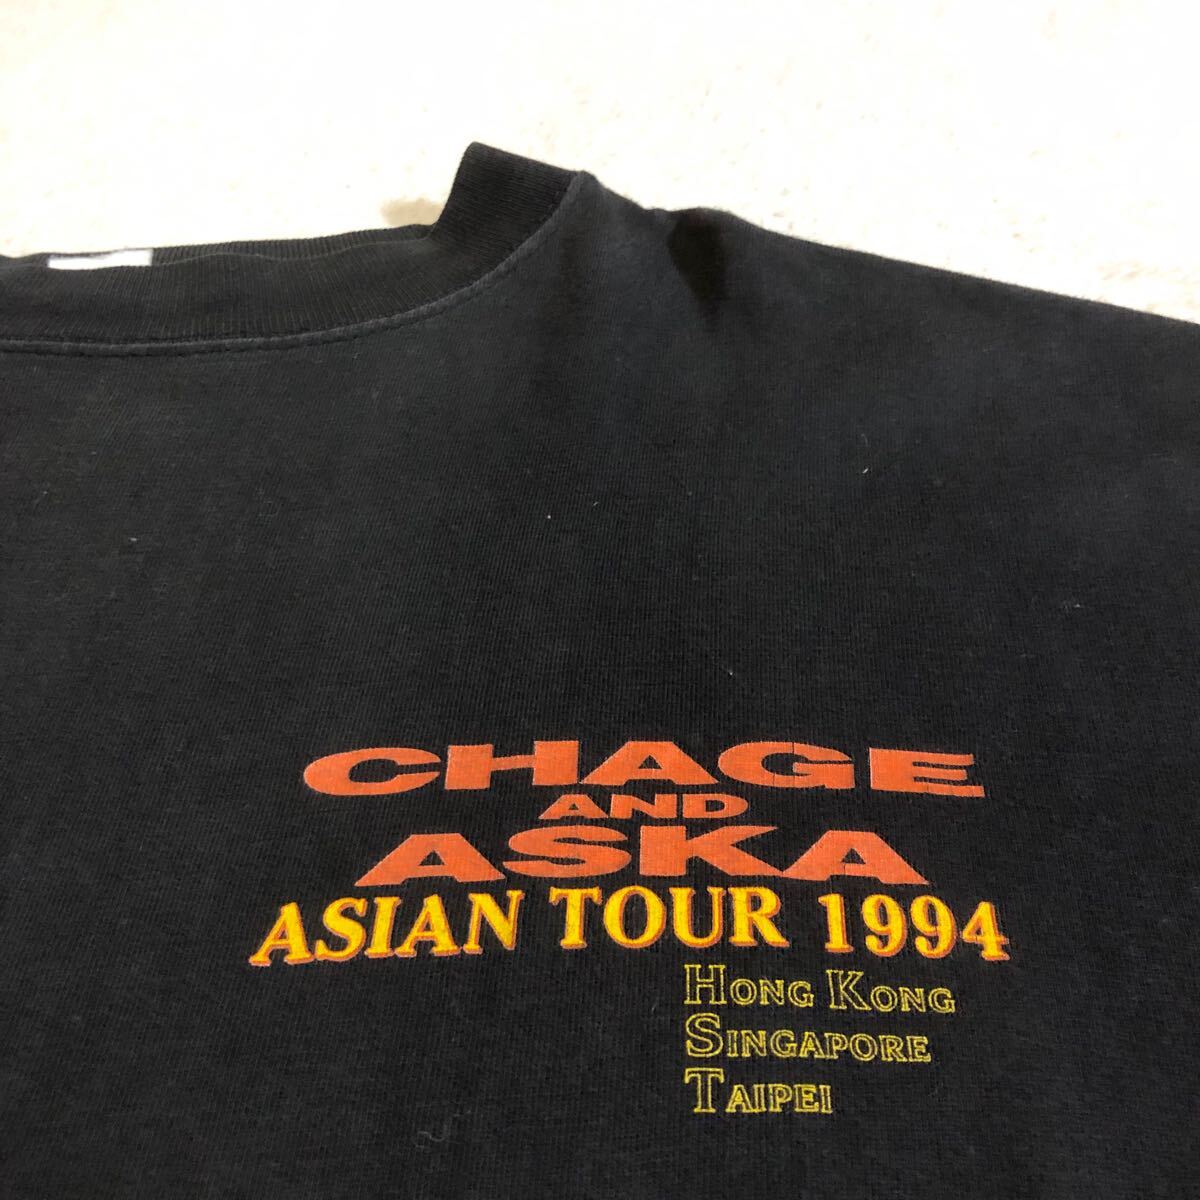 CHAGE
AND
ASKA
ASIAN TOUR 1994
HONG KONG
SINGAPORE
TAIPEI